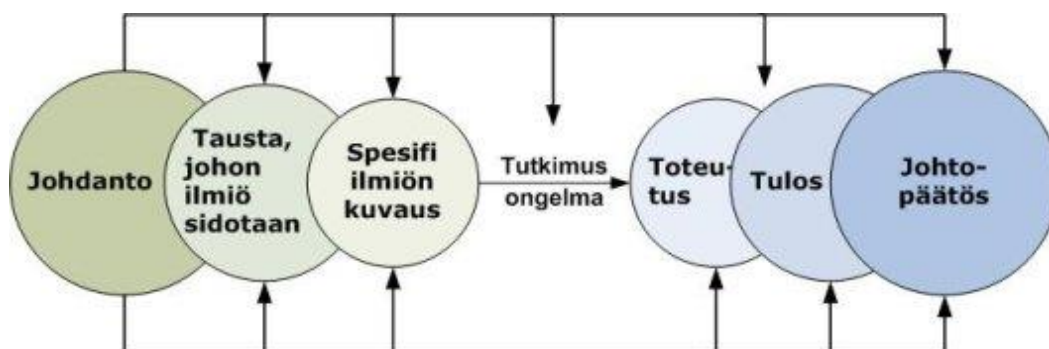 Johdanto
Tausta,
johon
ilmiö
sidotaan
Spesifi
ilmiön
kuvaus
Tutkimus
ongelma
Toteu-
tus
Tulos
Johto-
päätös